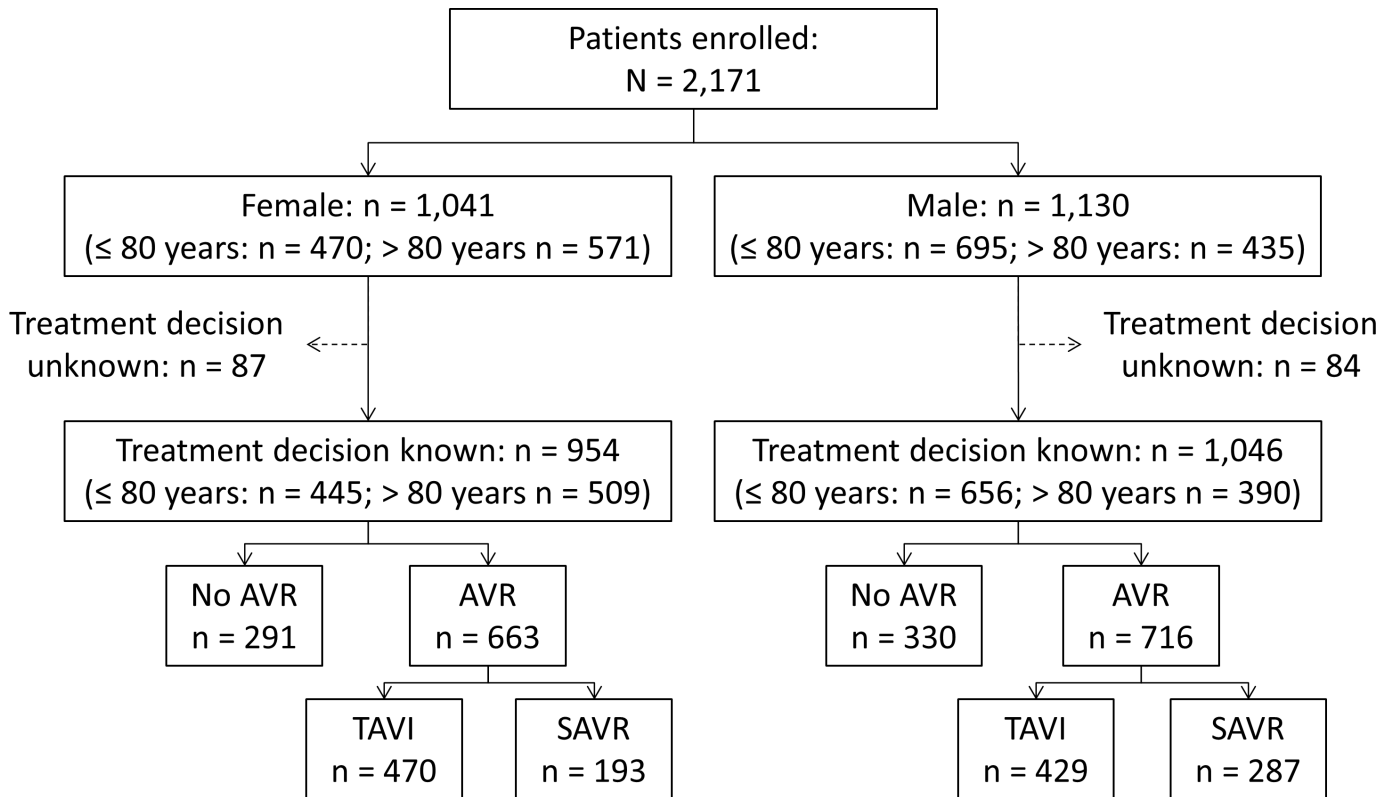 Patients enrolled:
N = 2,171
Female: n = 1,041
(≤ 80 years: n = 470; > 80 years n = 571)
Male: n = 1,130
(≤ 80 years: n = 695; > 80 years: n = 435)
Treatment decision
unknown: n = 87
Treatment decision
unknown: n = 84
Treatment decision known: n = 954
(≤ 80 years: n = 445; > 80 years n = 509)
Treatment decision known: n = 1,046
(≤ 80 years: n = 656; > 80 years n = 390)
No AVR
n = 291
AVR
n = 663
No AVR
n = 330
AVR
n = 716
TAVI
n = 470
SAVR
n = 193
TAVI
n = 429
SAVR
n = 287